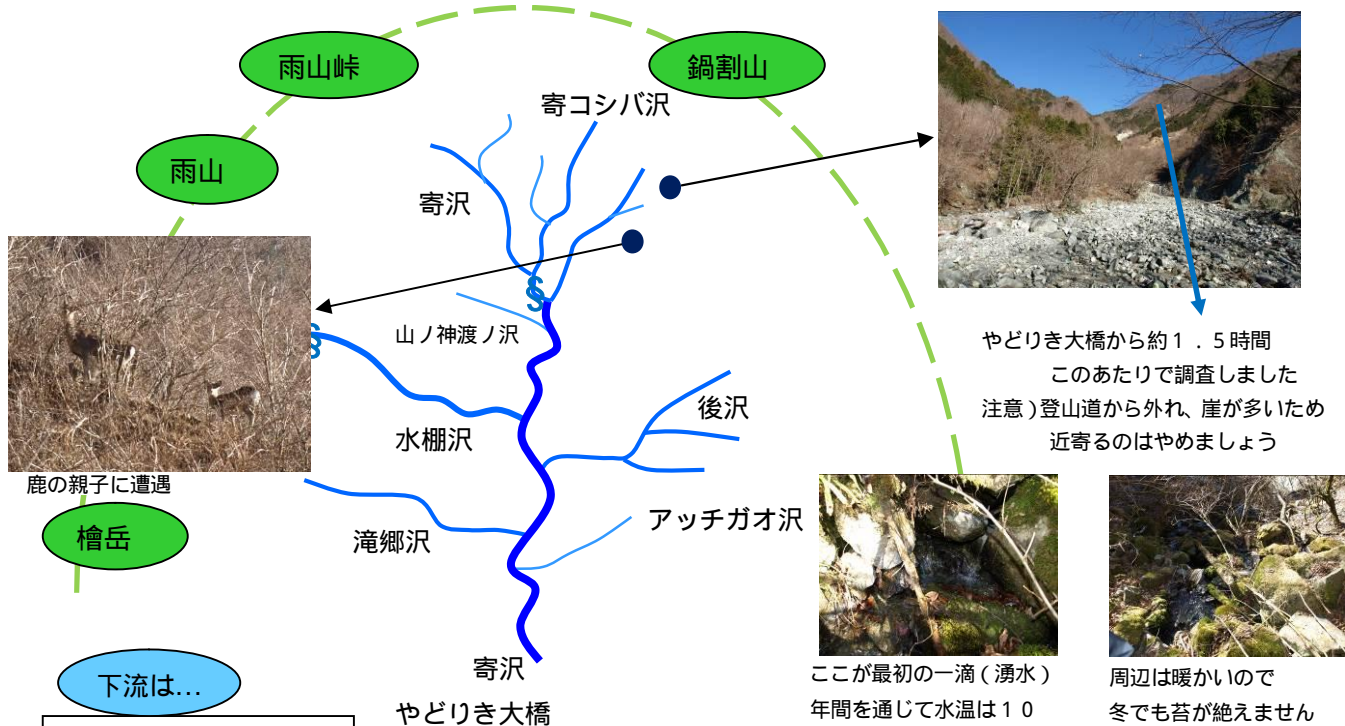 雨山峠
鍋割山
寄コシバ沢
雨山
寄沢
山ノ神渡ノ沢
やどりき大橋から約1．5時間
このあたりで調査しました
注意）登山道から外れ、崖が多いため
近寄るのはやめましょう
後沢
水棚沢
鹿の親子に遭遇
アッチガオ沢
檜岳
滝郷沢
寄沢
ここが最初の一滴（湧水）
年間を通じて水温は10
周辺は暖かいので
冬でも苔が絶えません
下流は…
やどりき大橋